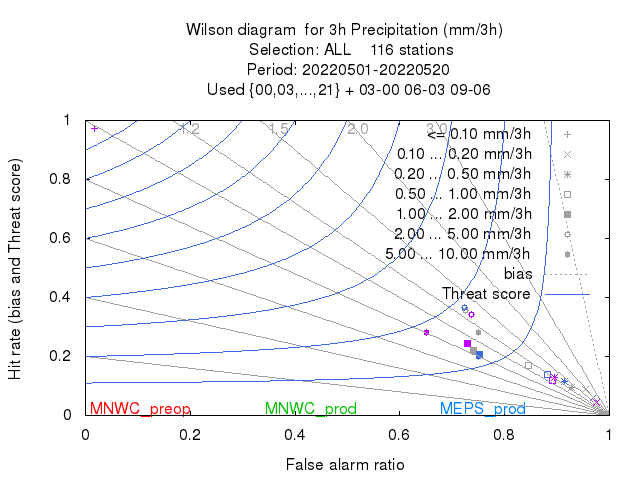 Wilson diagram  for 3h Precipitation (mm/3h)
Selection: ALL    116 stations
Period: 20220501-20220520
Used {00,03,...,21} + 03-00 06-03 09-06
1
0.8
0.6
0.4
0.2
0
Hit rate (bias and Threat score)
1.2 1.5 2.0 3.0
<= 0.10 mm/3h
0.10 ... 0.20 mm/3h
0.20 ... 0.50 mm/3h
0.50 ... 1.00 mm/3h
1.00 ... 2.00 mm/3h
2.00 ... 5.00 mm/3h
5.00 ... 10.00 mm/3h
bias
Threat score
MNWC_preop MNWC_prod MEPS_prod
0 0.2 0.4 0.6 0.8 1
False alarm ratio